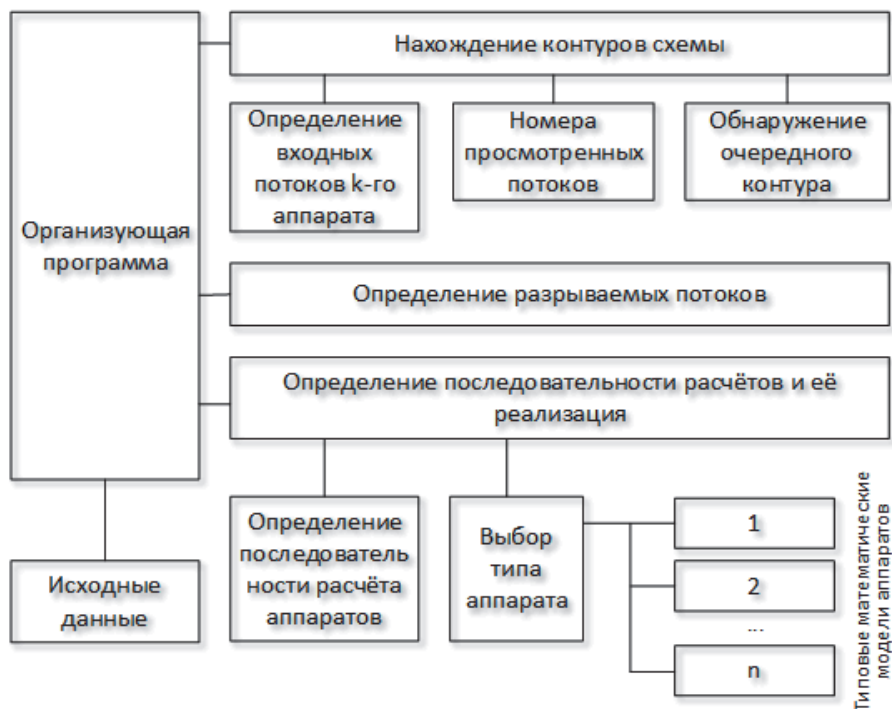 Нахождение контуров схемы
Определение
входных
потоков k-го
аппарата
Номера
просмотренных
потоков
Обнаружение
очередного
контура
Организующая
программа
Определение разрываемых потоков
Определение последовательности расчётов и её
реализация
Определение
последователь
ности расчёта
аппаратов
Выбор
типа
аппарата
1
2
...
n
Типовые математические
модели аппаратов
Исходные
данные